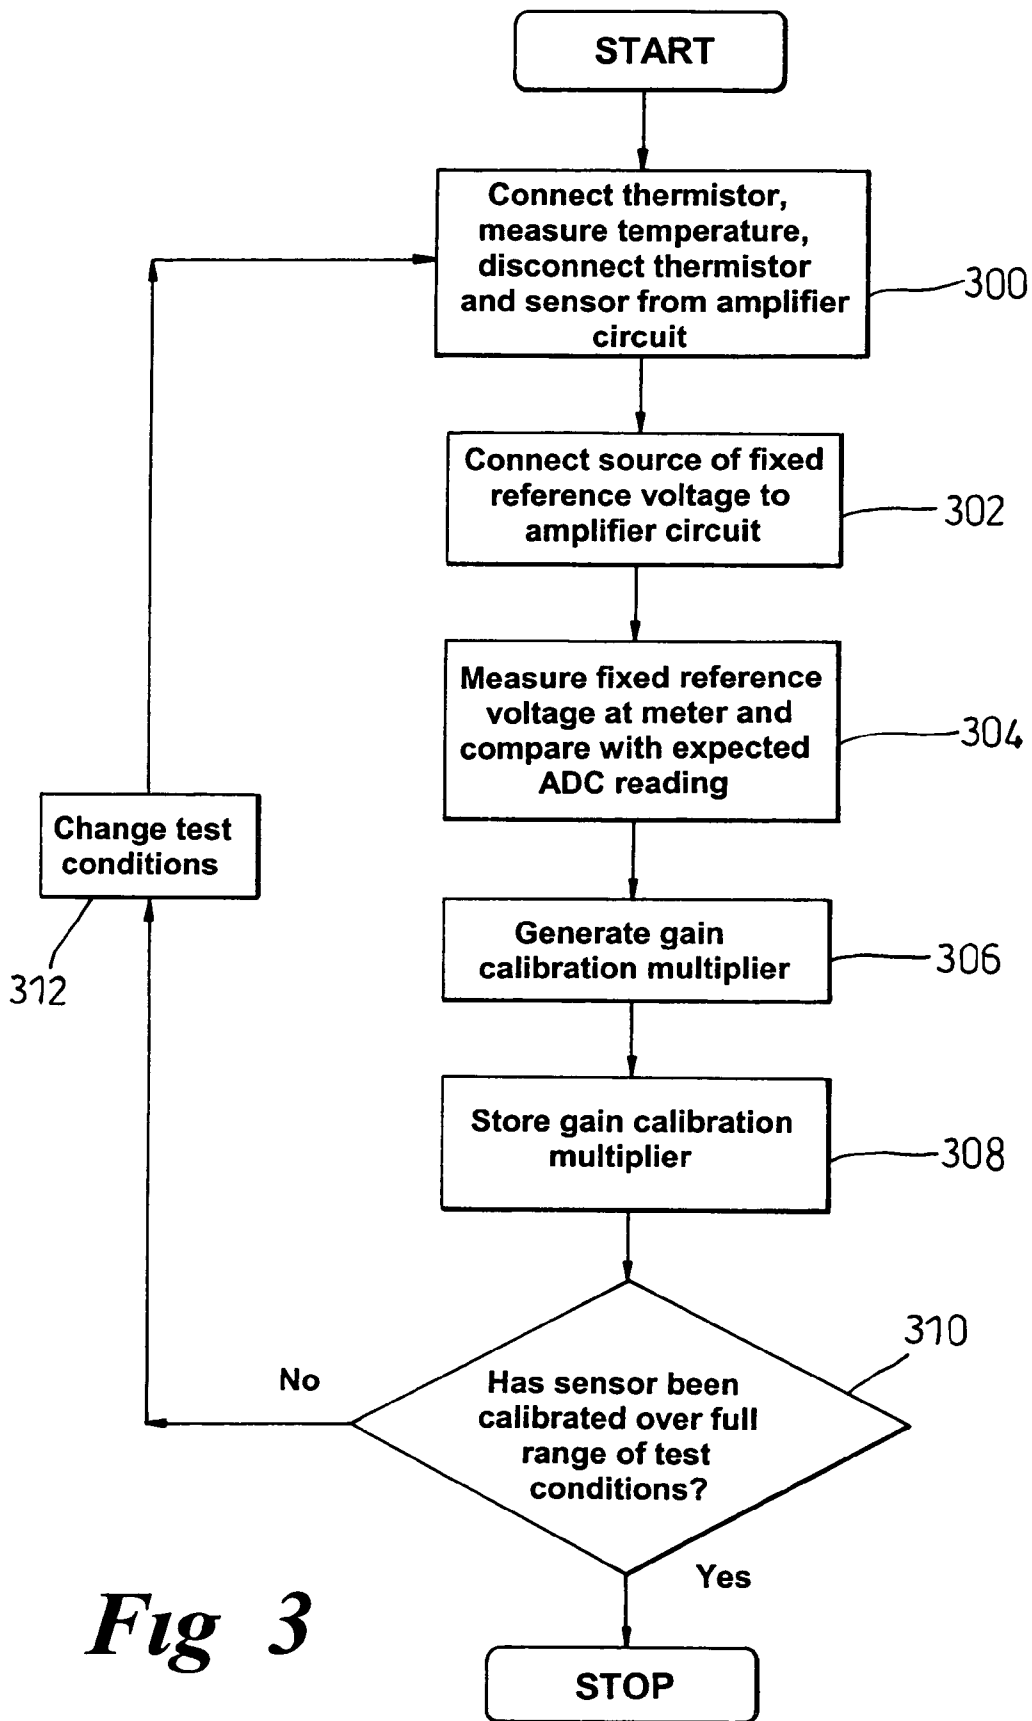 START
Connect thermistor,
measure temperature,
disconnect thermistor
and sensor from amplifier
circuit
300
Connect source of fixed
reference voltage to
amplifier circuit
302
Measure fixed reference
voltage at meter and
compare with expected
ADC reading
304
Change test
conditions
312
Generate gain
calibration multiplier
306
Store gain calibration
multiplier
308
310
No
Has sensor been
calibrated over full
range of test
conditions?
Yes
Fig 3
STOP